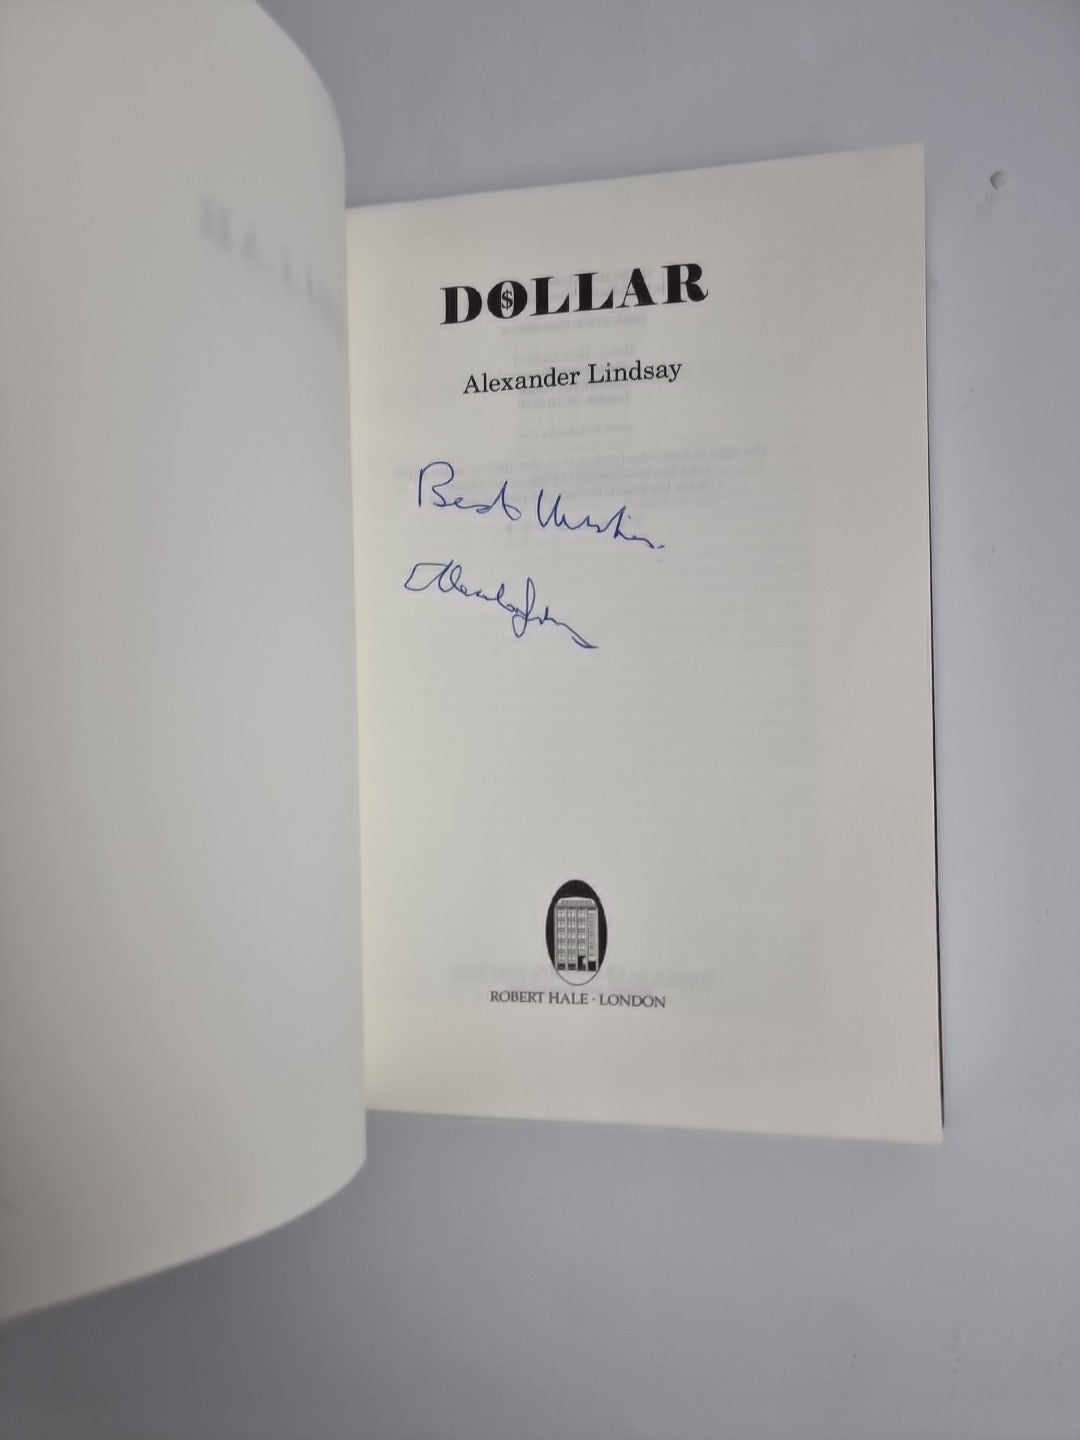 DOLLAR
Alexander Lindsay
Best Wishes.
ROBERT HALE · LONDON